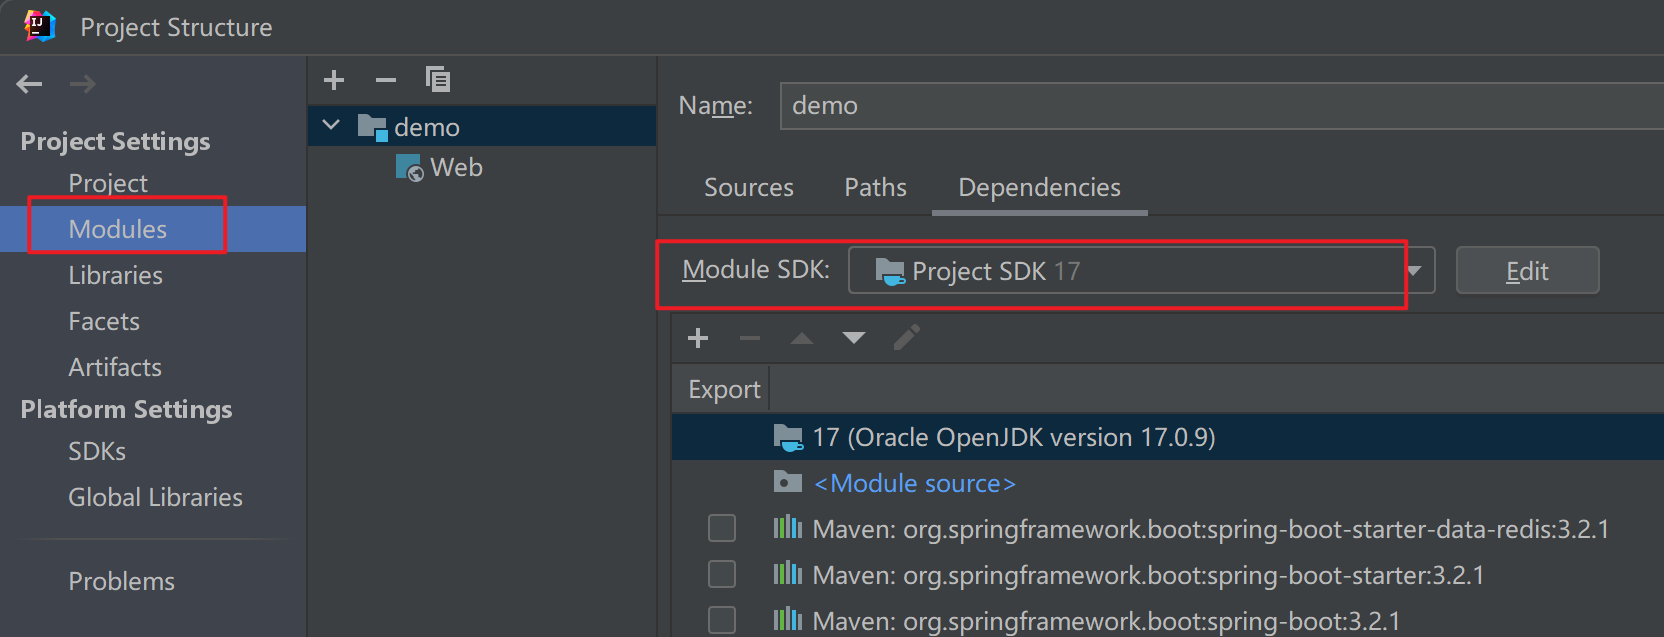 Project Structure
Project Settings
Project
Modules
Libraries
Facets
Artifacts
Platform Settings
SDKs
Global Libraries
Problems
demo
Web
Name: demo
Sources Paths Dependencies
Module SDK: Project SDK 17 Edit
Export
17 (Oracle OpenJDK version 17.0.9)
<Module source>
Maven: org.springframework.boot:spring-boot-starter-data-redis:3.2.1
Maven: org.springframework.boot:spring-boot-starter:3.2.1
Maven: org.springframework.boot:spring-boot:3.2.1